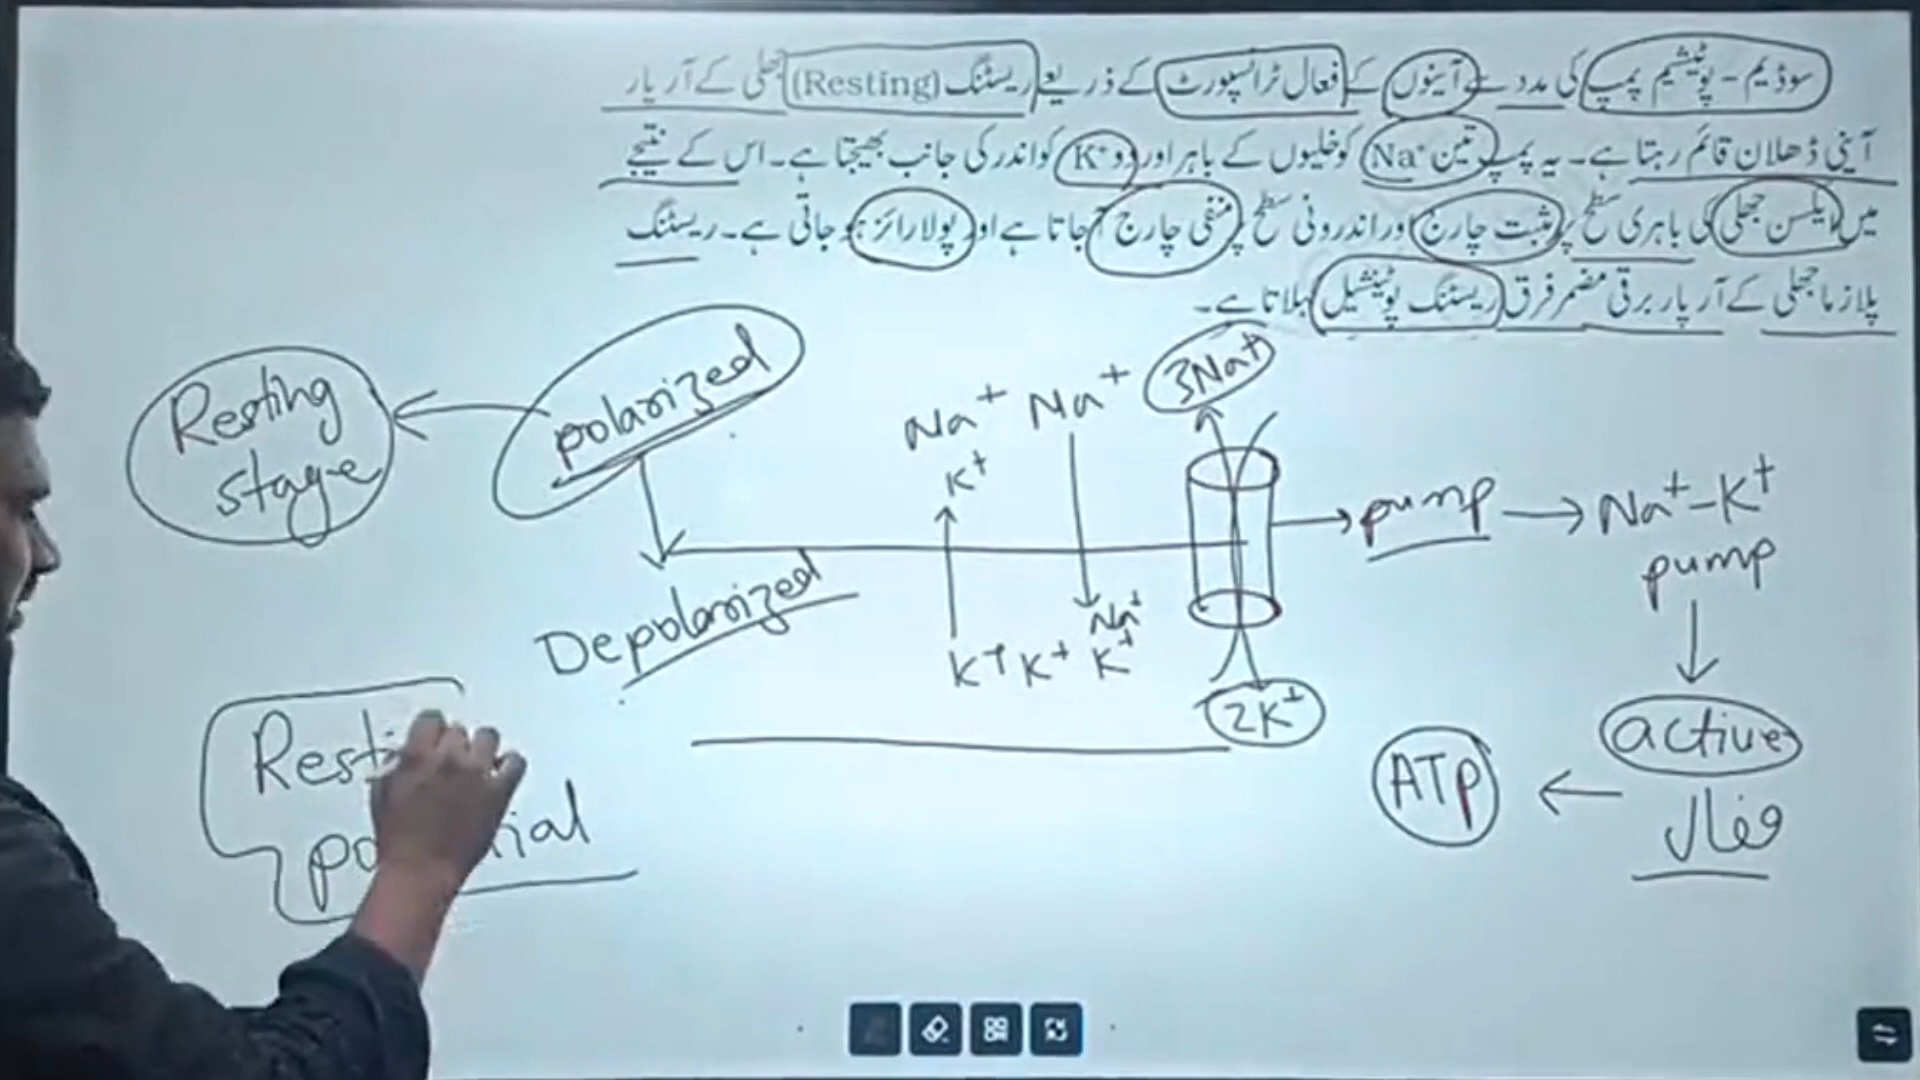 سوڈیم - پوٹیشیم پمپ کی مدد سے آینوں کے فعال ٹرانسپورٹ کے ذریعے ریسٹنگ (Resting) جھلی کے آر پار
آینی ڈھلان قائم رہتا ہے۔ یہ پمپ تین Na⁺ کو خلیوں کے باہر اور دو K⁺ کو اندر کی جانب بھیجتا ہے۔ اس کے نتیجے
میں ایکسن جھلی کی باہری سطح پر مثبت چارج اور اندرونی سطح پر منفی چارج آ جاتا ہے اور پولارائز ہو جاتی ہے۔ ریسٹنگ
پلازما جھلی کے آر پار برقی مضمر فرق ریسٹنگ پوٹینشیل کہلاتا ہے۔
Resting
stage
polarized
Depolarized
Na⁺ Na⁺ 3Na⁺
K⁺
Na⁺
K⁺ K⁺ K⁺
2K⁺
pump
Na⁺-K⁺
pump
active
فعال
ATP